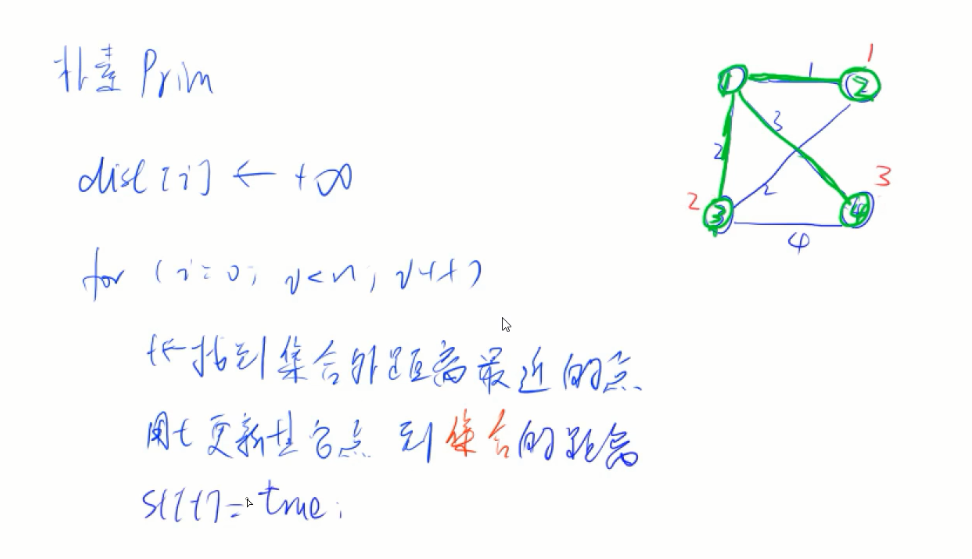 朴素 Prim
dist[i] ← +∞
for (i=0; i<n; i++)
t← 找到集合外距离最近的点
用t更新其它点 到集合的距离
st[t]=true;
1
1
1
2
2
3
2
2
3
3
4
4